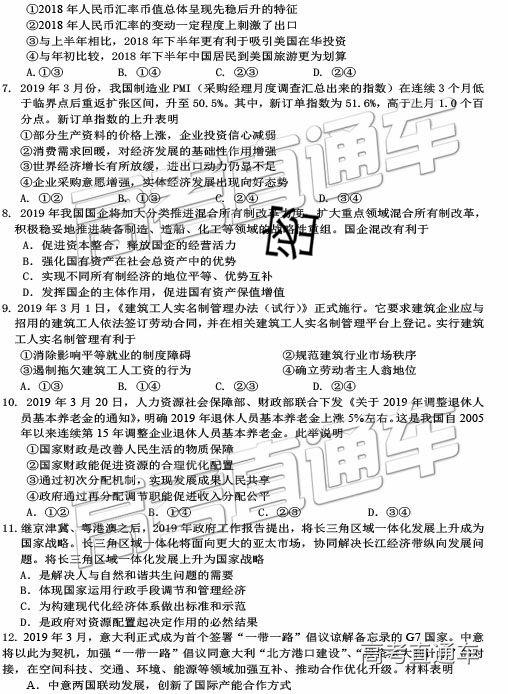 ①2018 年人民币汇率币值总体呈现先稳后升的特征
②2018 年人民币汇率的变动一定程度上刺激了出口
③与上半年相比，2018 年下半年更有利于吸引美国在华投资
④与年初比较，2018 年下半年中国居民到美国旅游更为划算
A. ①③ B. ①④ C. ②③ D. ②④
7. 2019 年 3 月份，我国制造业 PMI（采购经理月度调查汇总出来的指数）在连续 3 个月低
于临界点后重返扩张区间，升至 50.5%。其中，新订单指数为 51.6%，高于上月 1.0 个百
分点。新订单指数的上升表明
①部分生产资料的价格上涨，企业投资信心减弱
②消费需求回暖，对经济发展的基础性作用增强
③世界经济增长有所放缓，进出口动力仍显不足
④企业采购意愿增强，实体经济发展出现向好态势
A. ①② B. ①③ C. ②④ D. ③④
8. 2019 年我国国企将加大分类推进混合所有制改革力度，扩大重点领域混合所有制改革，
积极稳妥地推进装备制造、造船、化工等领域的战略性重组。国企混改有利于
A. 促进资本整合，释放国企的经营活力
B. 强化国有资产在社会总资产中的优势
C. 实现不同所有制经济的地位平等、优势互补
D. 发挥国企的主体作用，促进国有资产保值增值
9. 2019 年 3 月 1 日，《建筑工人实名制管理办法（试行）》正式施行。它要求建筑企业应与
招用的建筑工人依法签订劳动合同，并在相关建筑工人实名制管理平台上登记。实行建筑
工人实名制管理有利于
①消除影响平等就业的制度障碍 ②规范建筑行业市场秩序
③遏制拖欠建筑工人工资的行为 ④确立劳动者主人翁地位
A. ①③ B. ①④ C. ②③ D. ②④
10. 2019 年 3 月 20 日，人力资源社会保障部、财政部联合下发《关于 2019 年调整退休人
员基本养老金的通知》，明确 2019 年退休人员基本养老金上涨 5%左右。这是我国自 2005
年以来连续第 15 年调整企业退休人员基本养老金。此举说明
①国家财政是改善人民生活的物质保障
②国家财政能促进资源的合理优化配置
③通过初次分配机制，实现发展成果人民共享
④政府通过再分配调节职能促进收入分配公平
A. ①② B. ①④ C. ②③ D. ③④
11. 继京津冀、粤港澳之后，2019 年政府工作报告提出，将长三角区域一体化发展上升成为
国家战略。长三角区域一体化将面向更大的亚太市场，协同解决长江经济带纵向发展问
题。将长三角区域一体化发展上升为国家战略
A. 是解决人与自然和谐共生问题的需要
B. 体现国家运用行政手段调节和管理经济
C. 为构建现代化经济体系做出标准和示范
D. 是政府对资源配置起决定作用的必然结果
12. 2019 年 3 月，意大利正式成为首个签署“一带一路”倡议谅解备忘录的 G7 国家。中意
将以此为契机，加强“一带一路”倡议同意大利“北方港口建设”、“
接，在空间科技、交通、环境、能源等领域加强互补、推动合作优化升级。材料表明
A. 中意两国联动发展，创新了国际产能合作方式
高考直通车
高考直通车
高考直通车
密